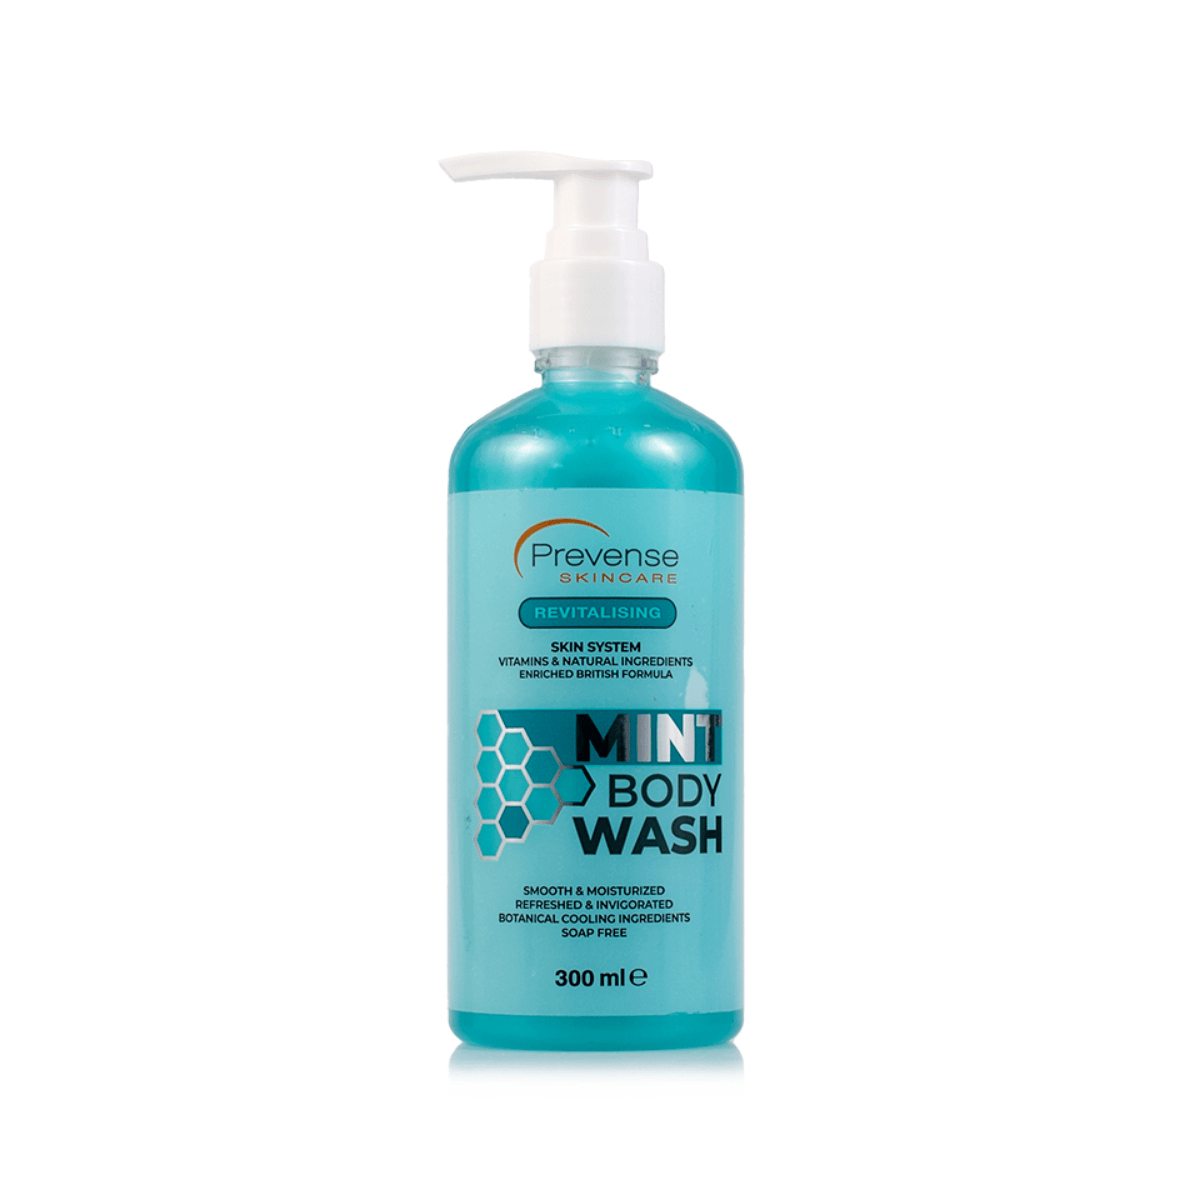 Prevense
SKINCARE
REVITALISING
SKIN SYSTEM
VITAMINS & NATURAL INGREDIENTS
ENRICHED BRITISH FORMULA
MINT
BODY
WASH
SMOOTH & MOISTURIZED
REFRESHED & INVIGORATED
BOTANICAL COOLING INGREDIENTS
SOAP FREE
300 ml ℮